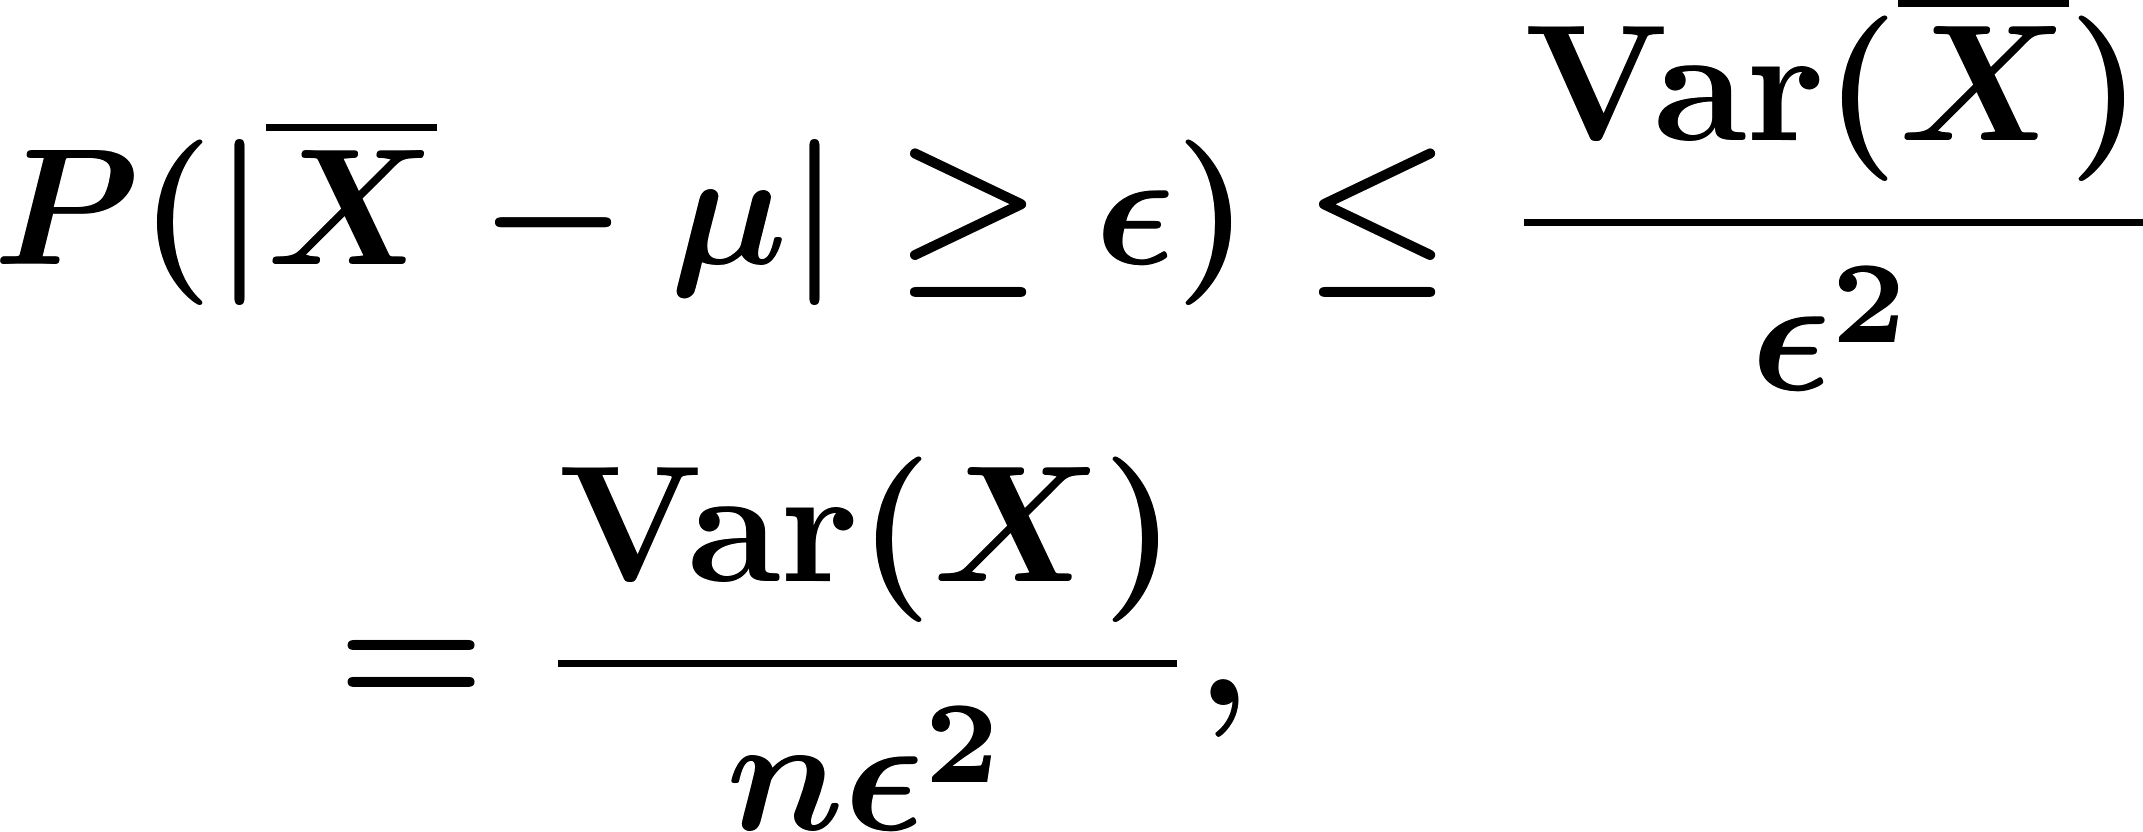 P(|X̅ − μ| ≥ ϵ) ≤ Var(X̅) / ϵ²
= Var(X) / nϵ²,